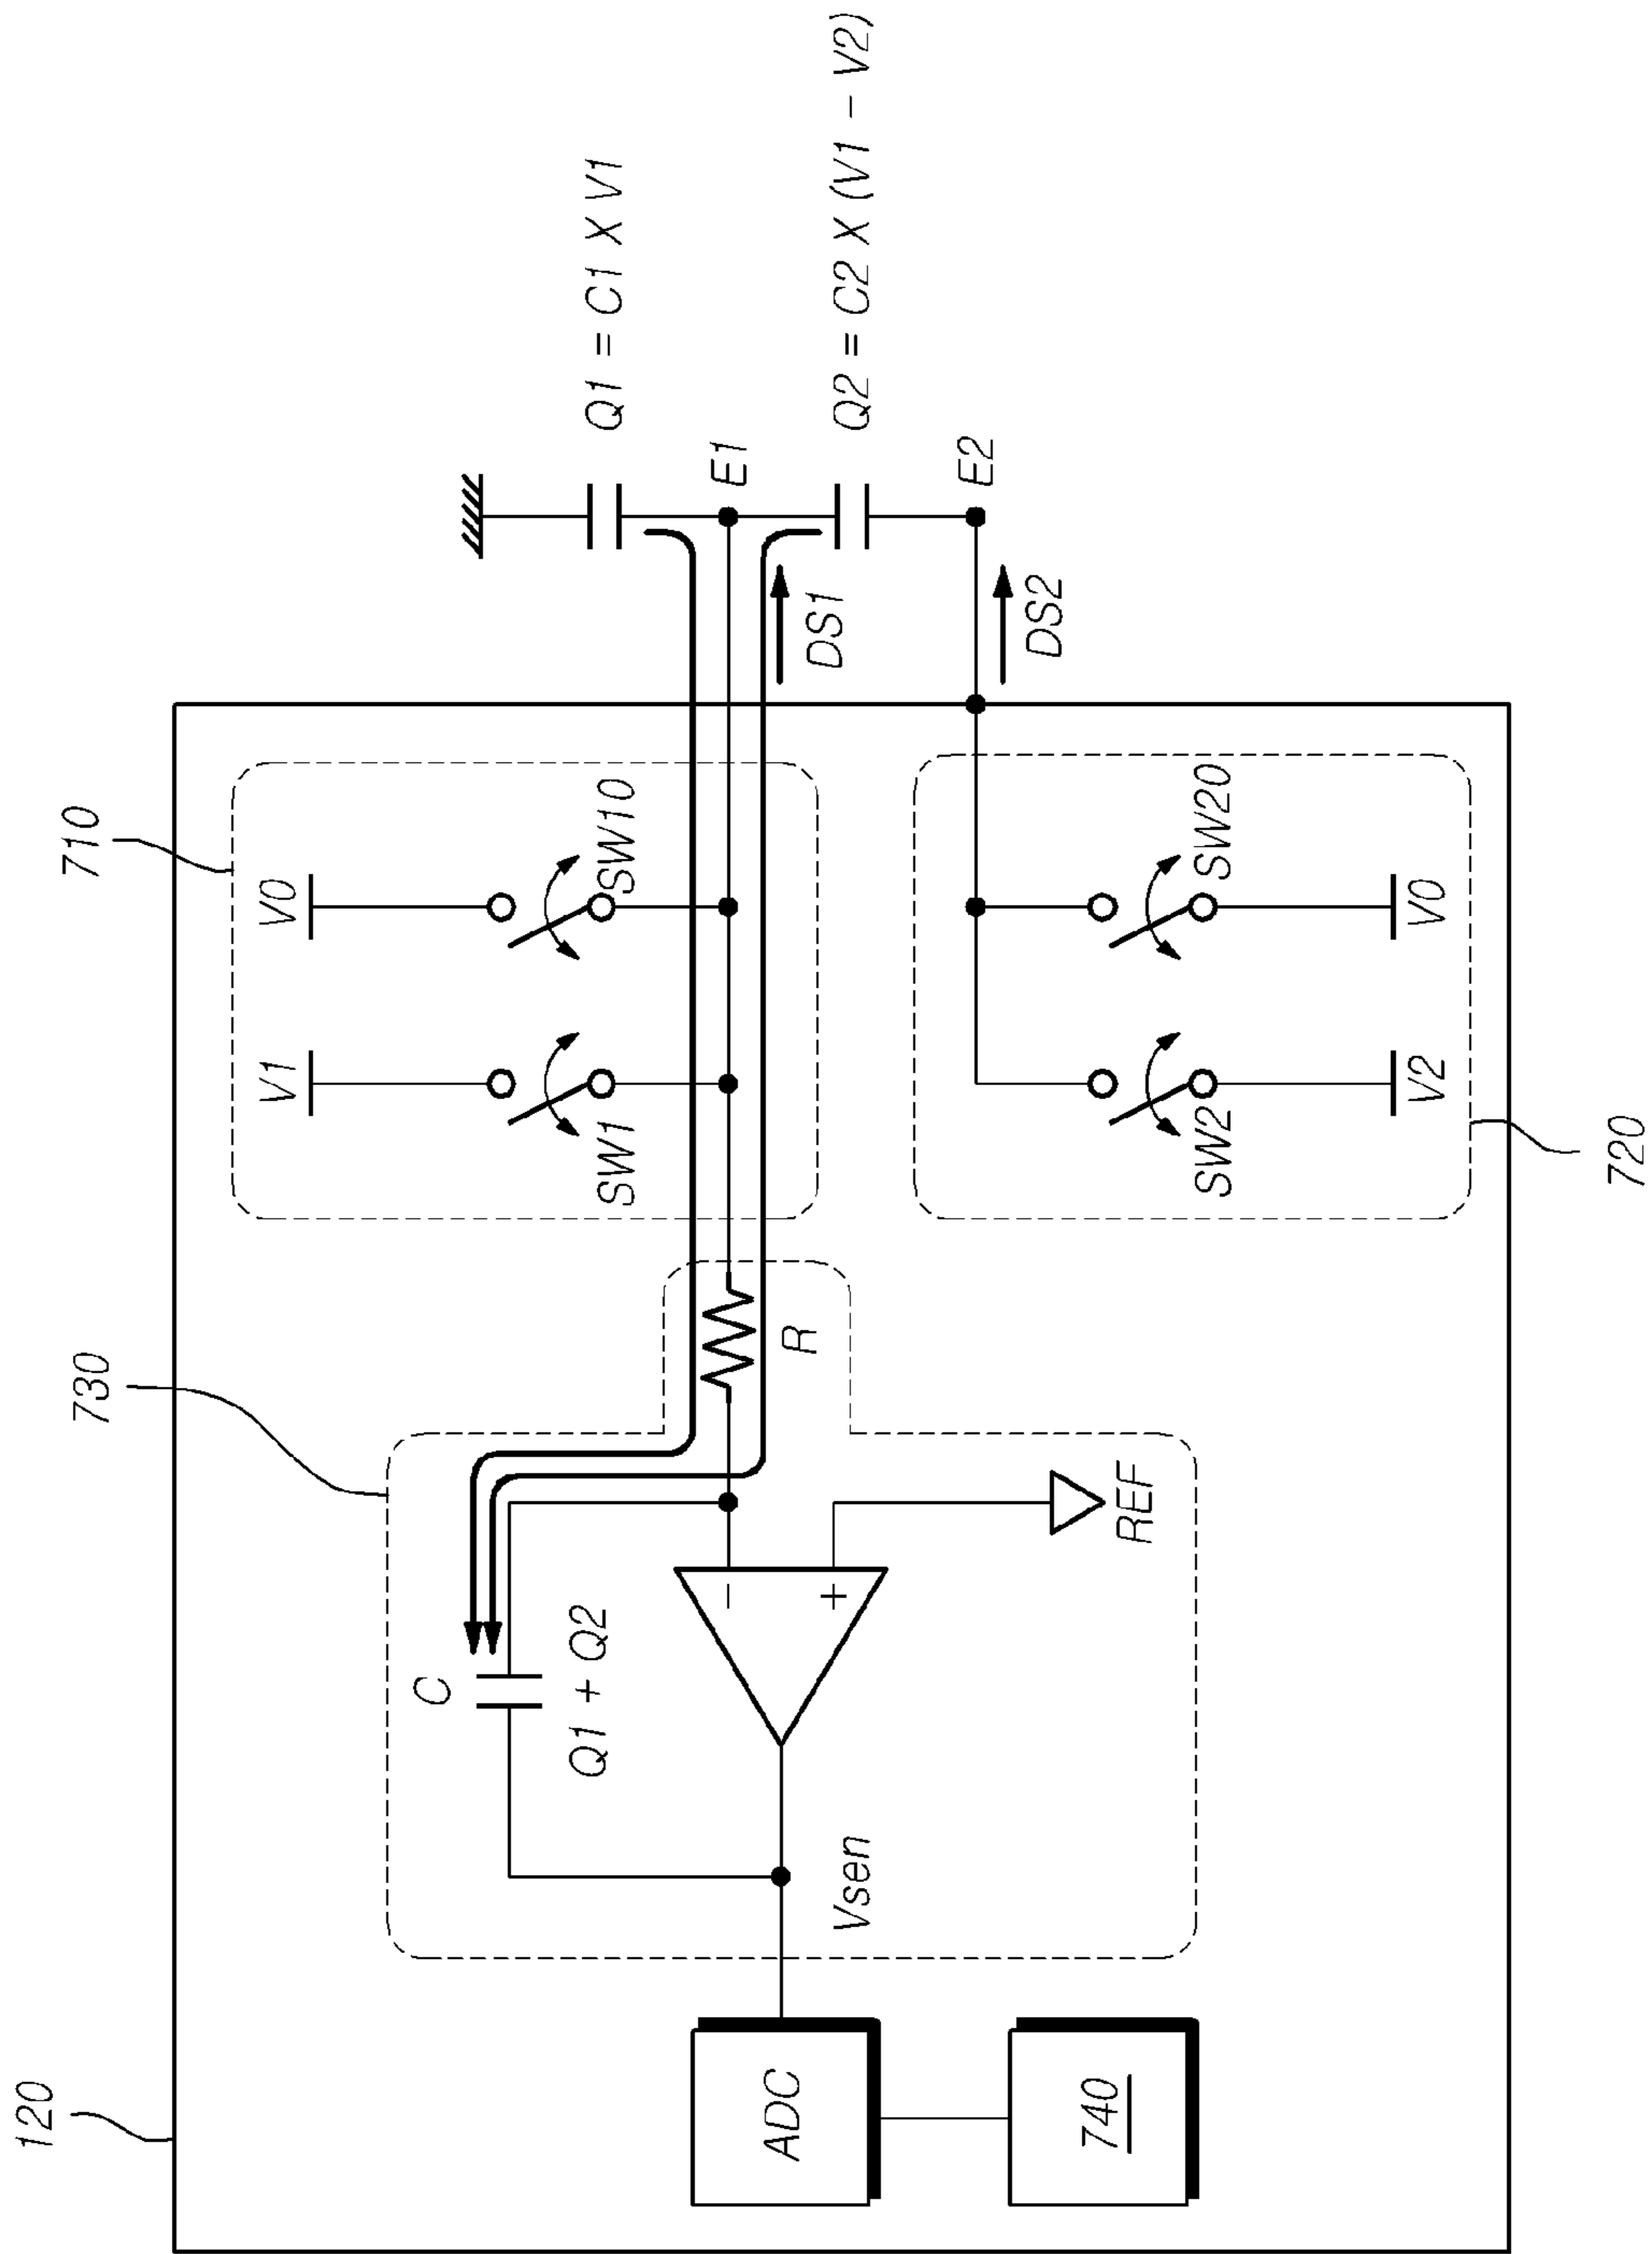 120
730
710
V1
V0
SW1
SW10
C
Q1 + Q2
R
−
+
REF
Vsen
ADC
740
Q1 = C1 X V1
E1
DS1
Q2 = C2 X (V1 − V2)
E2
DS2
SW2
SW20
V2
V0
720